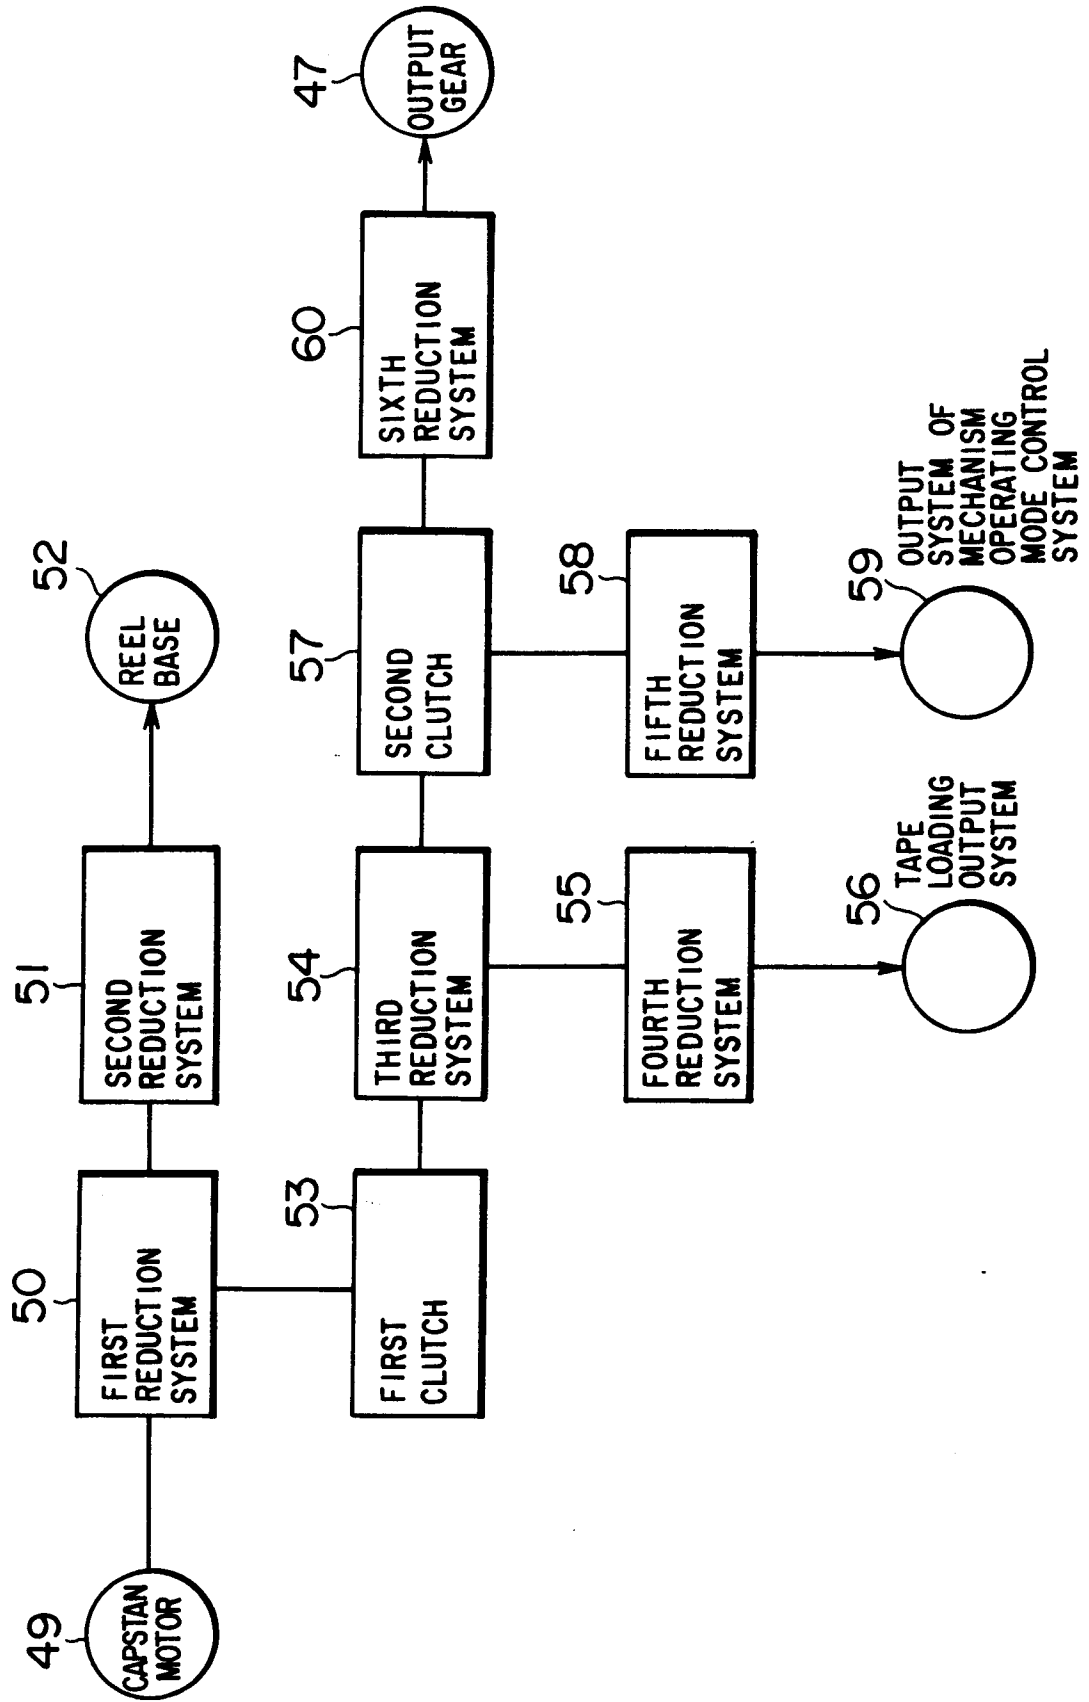 49
CAPSTAN
MOTOR
50
FIRST
REDUCTION
SYSTEM
51
SECOND
REDUCTION
SYSTEM
52
REEL
BASE
53
FIRST
CLUTCH
54
THIRD
REDUCTION
SYSTEM
57
SECOND
CLUTCH
60
SIXTH
REDUCTION
SYSTEM
47
OUTPUT
GEAR
55
FOURTH
REDUCTION
SYSTEM
58
FIFTH
REDUCTION
SYSTEM
56
TAPE
LOADING
OUTPUT
SYSTEM
59
OUTPUT
SYSTEM OF
MECHANISM
OPERATING
MODE CONTROL
SYSTEM